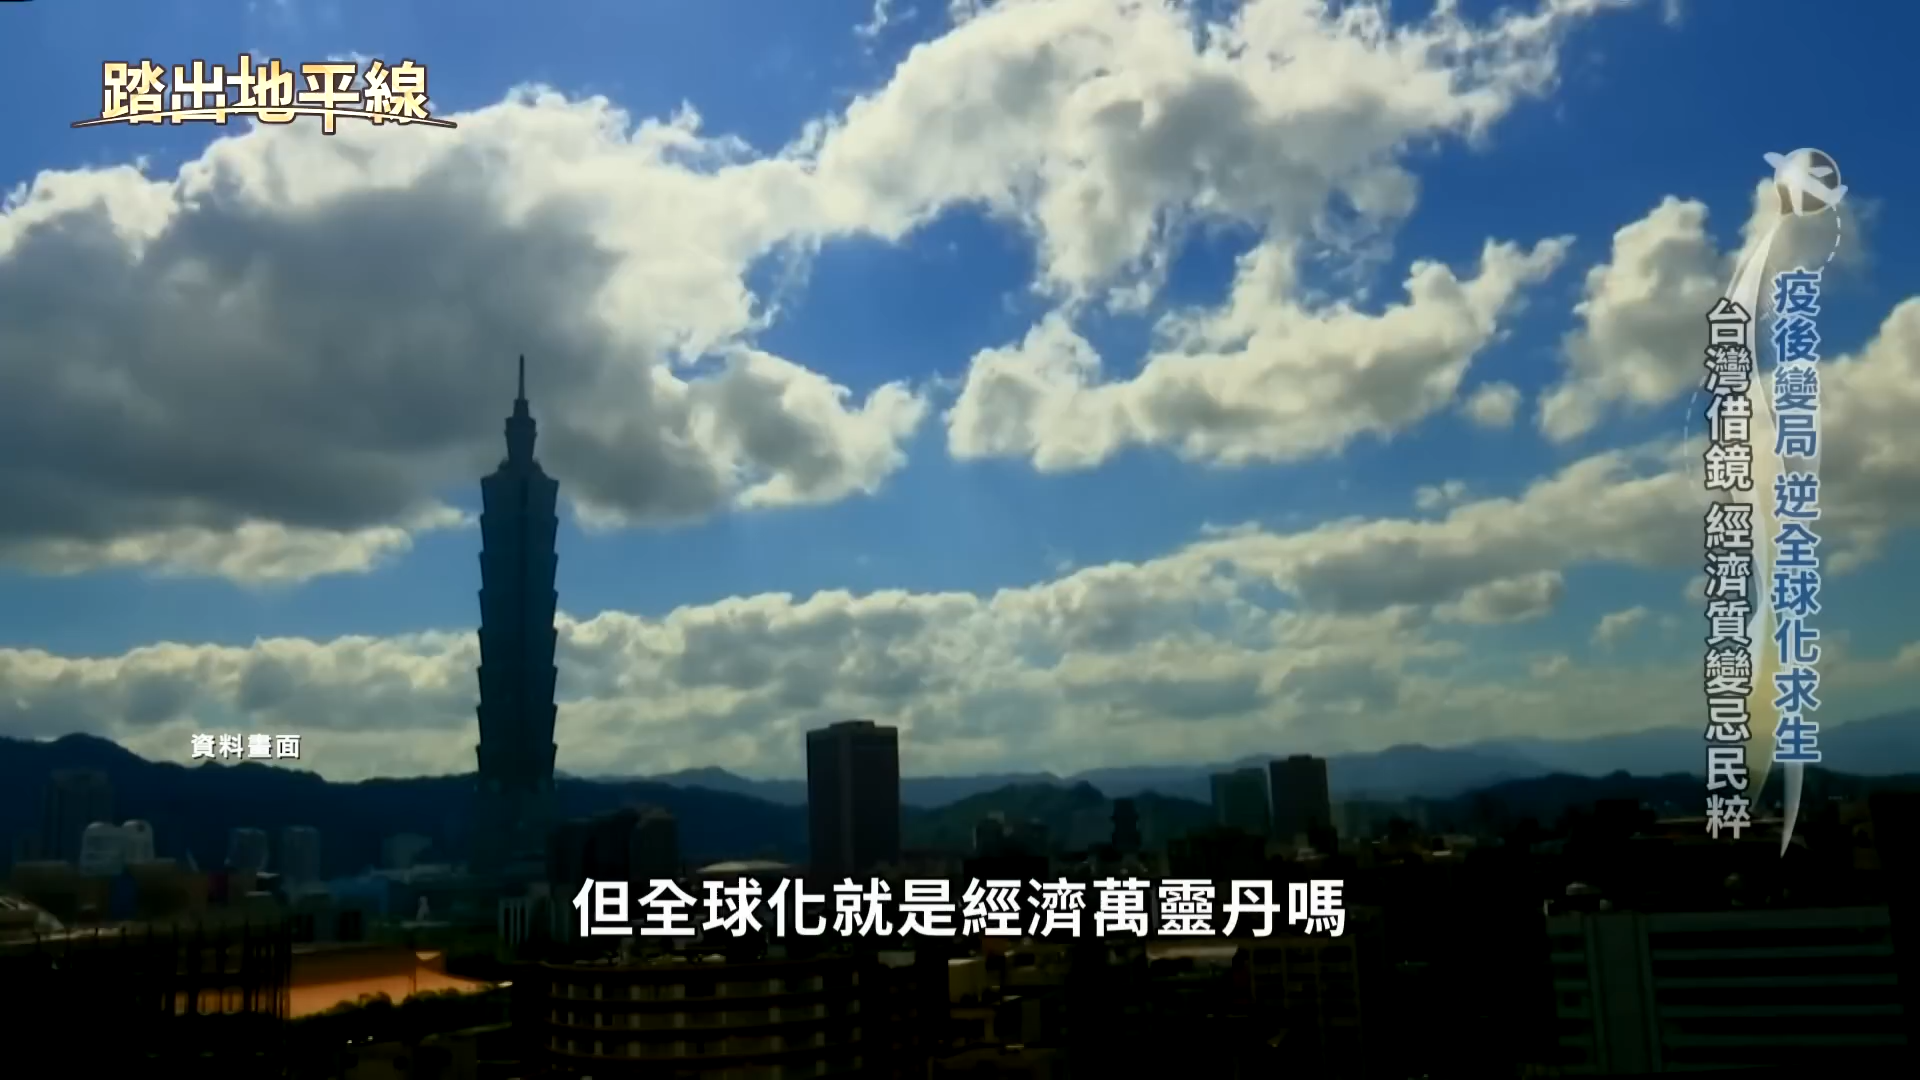 踏出地平線
疫後變局 逆全球化求生
台灣借鏡 經濟質變忌民粹
資料畫面
但全球化就是經濟萬靈丹嗎